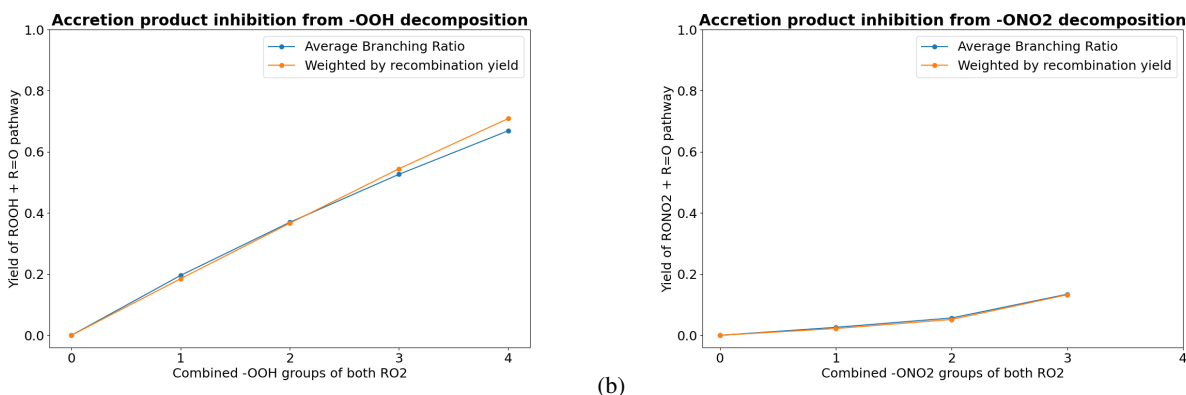 Accretion product inhibition from -OOH decomposition
1.0
0.8
0.6
0.4
0.2
0.0
Yield of ROOH + R=O pathway
Average Branching Ratio
Weighted by recombination yield
0 1 2 3 4
Combined -OOH groups of both RO2
(b)
Accretion product inhibition from -ONO2 decomposition
1.0
0.8
0.6
0.4
0.2
0.0
Yield of RONO2 + R=O pathway
Average Branching Ratio
Weighted by recombination yield
0 1 2 3 4
Combined -ONO2 groups of both RO2